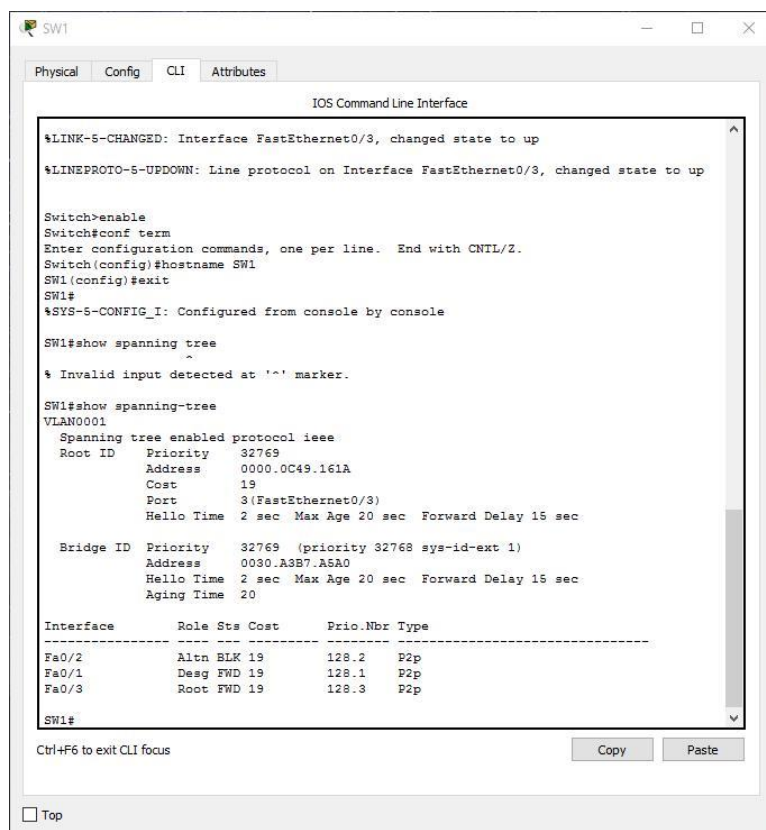 SW1
Physical Config CLI Attributes
IOS Command Line Interface
%LINK-5-CHANGED: Interface FastEthernet0/3, changed state to up
%LINEPROTO-5-UPDOWN: Line protocol on Interface FastEthernet0/3, changed state to up
Switch>enable
Switch#conf term
Enter configuration commands, one per line.  End with CNTL/Z.
Switch(config)#hostname SW1
SW1(config)#exit
SW1#
%SYS-5-CONFIG_I: Configured from console by console
SW1#show spanning tree
                  ^
% Invalid input detected at '^' marker.
SW1#show spanning-tree
VLAN0001
  Spanning tree enabled protocol ieee
  Root ID    Priority    32769
             Address     0000.0C49.161A
             Cost        19
             Port        3(FastEthernet0/3)
             Hello Time  2 sec  Max Age 20 sec  Forward Delay 15 sec
  Bridge ID  Priority    32769  (priority 32768 sys-id-ext 1)
             Address     0030.A3B7.A5A0
             Hello Time  2 sec  Max Age 20 sec  Forward Delay 15 sec
             Aging Time  20
Interface        Role Sts Cost      Prio.Nbr Type
---------------- ---- --- --------- -------- --------------------------------
Fa0/2            Altn BLK 19        128.2    P2p
Fa0/1            Desg FWD 19        128.1    P2p
Fa0/3            Root FWD 19        128.3    P2p
SW1#
Ctrl+F6 to exit CLI focus Copy Paste
Top